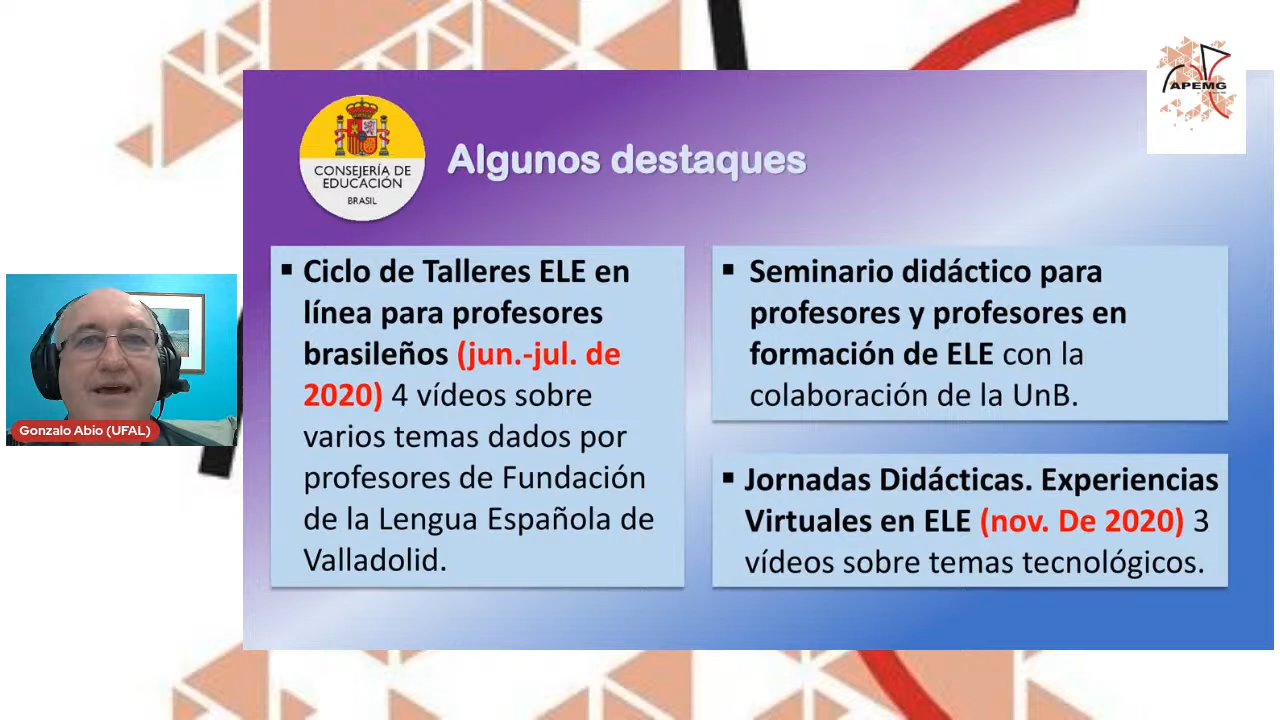 APEMG
CONSEJERÍA DE
EDUCACIÓN
BRASIL
Algunos destaques
▪ Ciclo de Talleres ELE en
línea para profesores
brasileños (jun.-jul. de
2020) 4 vídeos sobre
varios temas dados por
profesores de Fundación
de la Lengua Española de
Valladolid.
▪ Seminario didáctico para
profesores y profesores en
formación de ELE con la
colaboración de la UnB.
▪ Jornadas Didácticas. Experiencias
Virtuales en ELE (nov. De 2020) 3
vídeos sobre temas tecnológicos.
Gonzalo Abio (UFAL)